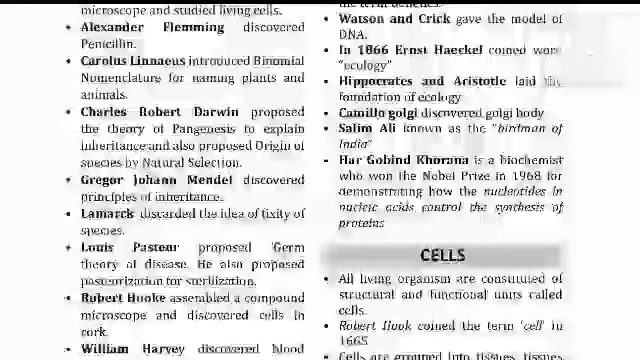 microscope and studied living cells.
• Alexander Flemming discovered
Penicillin.
• Carolus Linnaeus introduced Binomial
Nomenclature for naming plants and
animals.
• Charles Robert Darwin proposed
the theory of Pangenesis to explain
inheritance and also proposed Origin of
species by Natural Selection.
• Gregor Johann Mendel discovered
principles of inheritance.
• Lamarck discarded the idea of fixity of
species.
• Louis Pasteur proposed 'Germ
theory of disease. He also proposed
pasteurization for sterilization.
• Robert Hooke assembled a compound
microscope and discovered cells in
cork.
• William Harvey discovered blood
• Watson and Crick gave the model of
DNA.
• In 1866 Ernst Haeckel coined word
"ecology"
• Hippocrates and Aristotle laid the
foundation of ecology
• Camillo golgi discovered golgi body
• Salim Ali known as the "birdman of
India"
• Har Gobind Khorana is a biochemist
who won the Nobel Prize in 1968 for
demonstrating how the nucleotides in
nucleic acids control the synthesis of
proteins
CELLS
• All living organism are constituted of
structural and functional units called
cells.
• Robert Hook coined the term 'cell' in
1665
• Cells are grouped into tissues, tissues